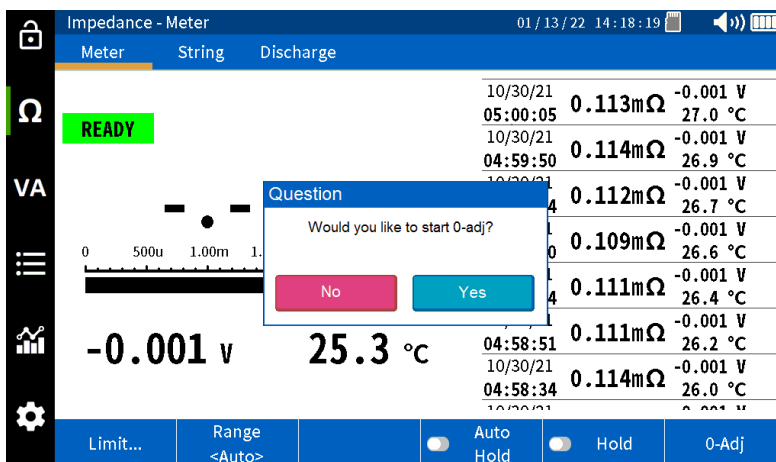 Impedance - Meter 01/13/22 14:18:19
Meter String Discharge
Ω
VA
READY
-.-
0 500u 1.00m 1.
-0.001 V 25.3 °C
Question
Would you like to start 0-adj?
No Yes
10/30/21
05:00:05 0.113mΩ -0.001 V 27.0 °C
10/30/21
04:59:50 0.114mΩ -0.001 V 26.9 °C
0.112mΩ -0.001 V 26.7 °C
0.109mΩ -0.001 V 26.6 °C
0.111mΩ -0.001 V 26.4 °C
04:58:51 0.111mΩ -0.001 V 26.2 °C
10/30/21
04:58:34 0.114mΩ -0.001 V 26.0 °C
Limit...
Range
<Auto>
Auto
Hold
Hold
0-Adj